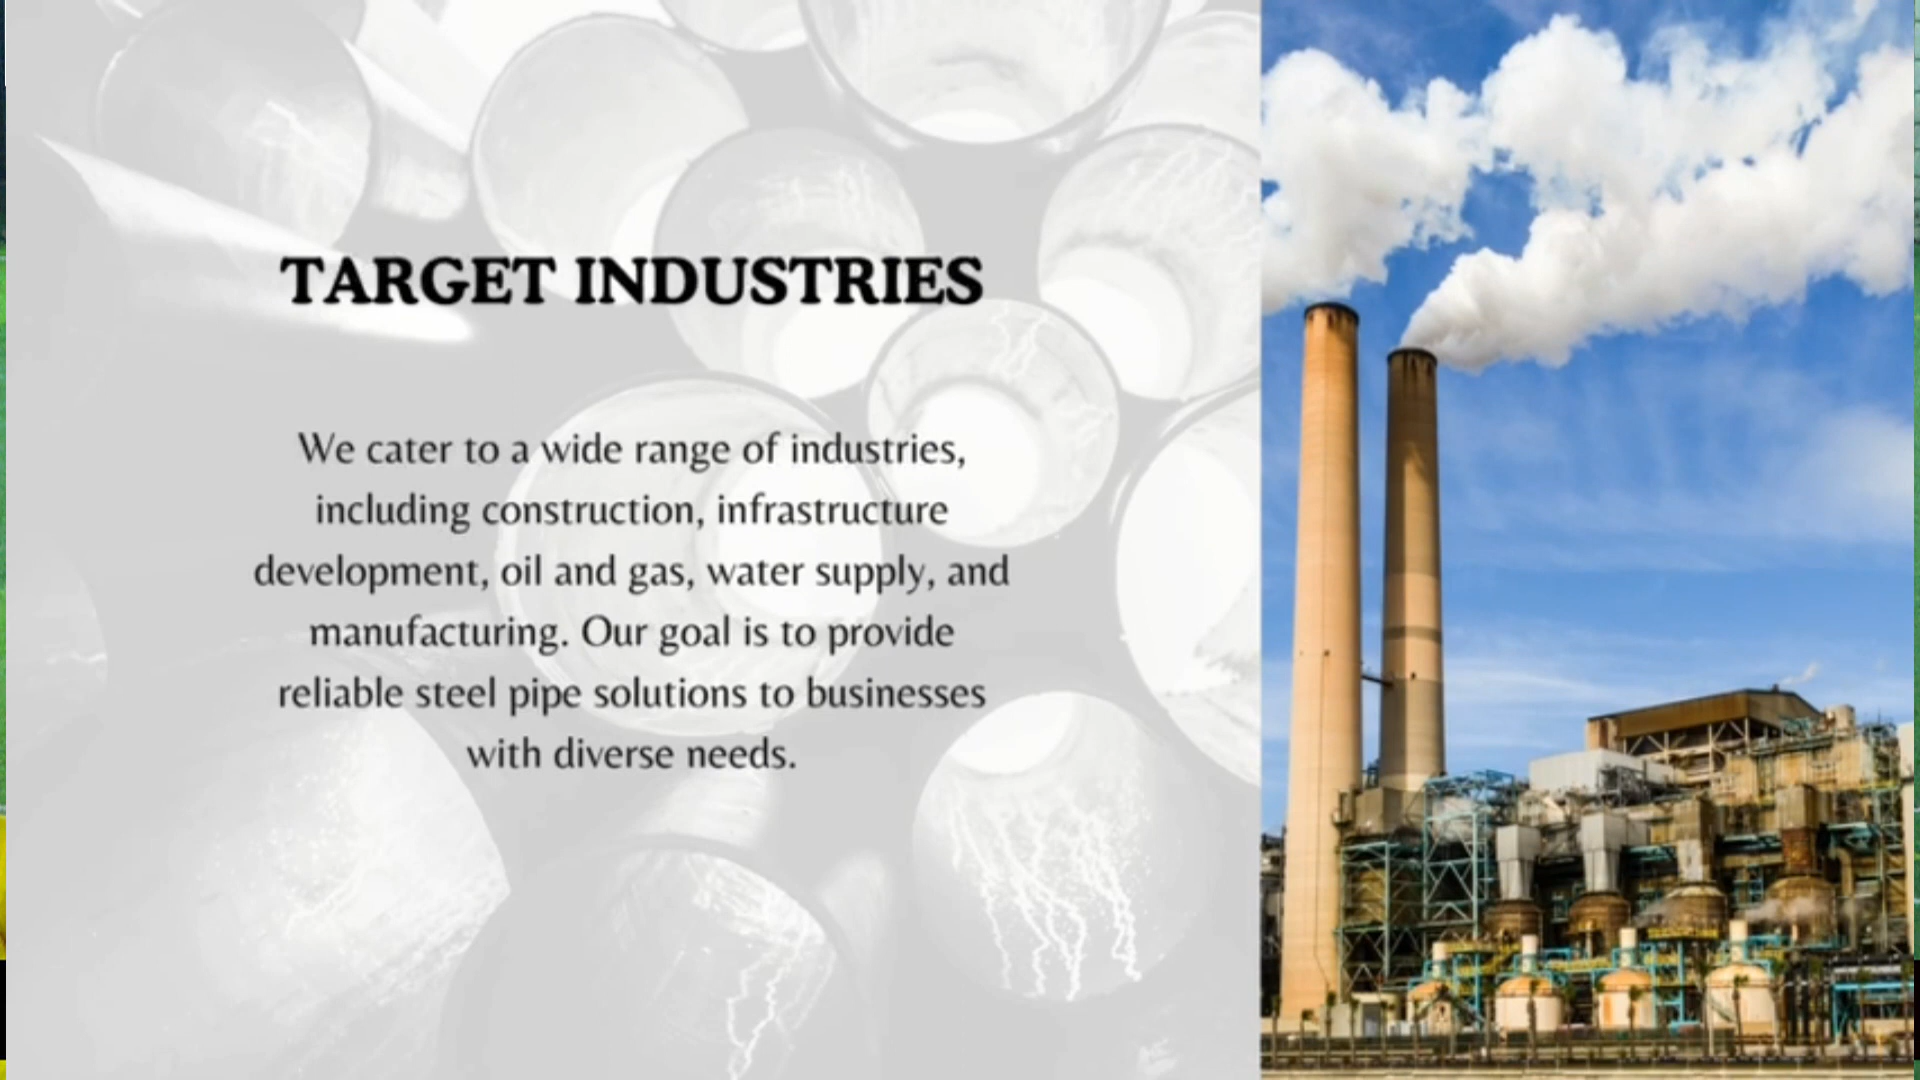 TARGET INDUSTRIES
We cater to a wide range of industries,
including construction, infrastructure
development, oil and gas, water supply, and
manufacturing. Our goal is to provide
reliable steel pipe solutions to businesses
with diverse needs.